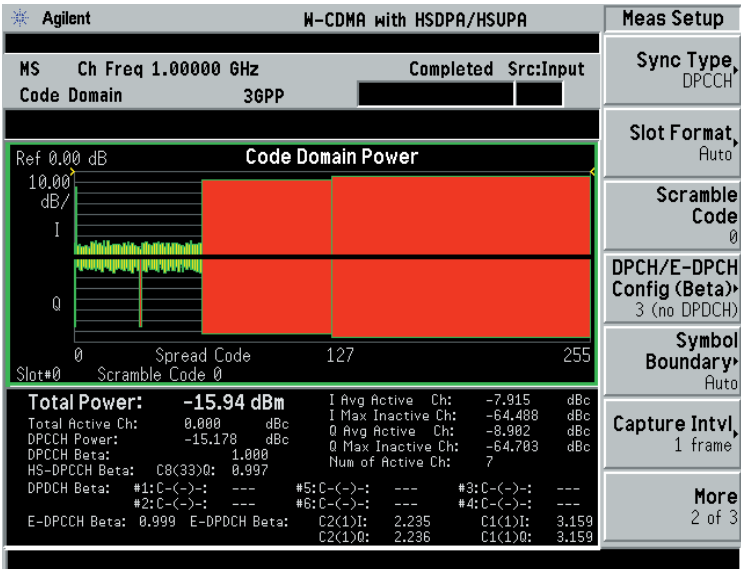 Agilent W-CDMA with HSDPA/HSUPA Meas Setup
MS Ch Freq 1.00000 GHz Completed Src:Input
Code Domain 3GPP
Sync Type
DPCCH
Slot Format
Auto
Scramble
Code
0
DPCH/E-DPCH
Config (Beta)
3 (no DPDCH)
Symbol
Boundary
Auto
Capture Intvl
1 frame
More
2 of 3
Ref 0.00 dB Code Domain Power
10.00
dB/
I
Q
0 Spread Code 127 255
Slot#0 Scramble Code 0
Total Power: -15.94 dBm
Total Active Ch: 0.000 dBc
DPCCH Power: -15.178 dBc
DPCCH Beta: 1.000
HS-DPCCH Beta: C8(33)Q: 0.997
I Avg Active Ch: -7.915 dBc
I Max Inactive Ch: -64.488 dBc
Q Avg Active Ch: -8.902 dBc
Q Max Inactive Ch: -64.703 dBc
Num of Active Ch: 7
DPDCH Beta: #1:C-(-)-: --- #5:C-(-)-: --- #3:C-(-)-: ---
#2:C-(-)-: --- #6:C-(-)-: --- #4:C-(-)-: ---
E-DPCCH Beta: 0.999 E-DPDCH Beta: C2(1)I: 2.235 C1(1)I: 3.159
C2(1)Q: 2.236 C1(1)Q: 3.159